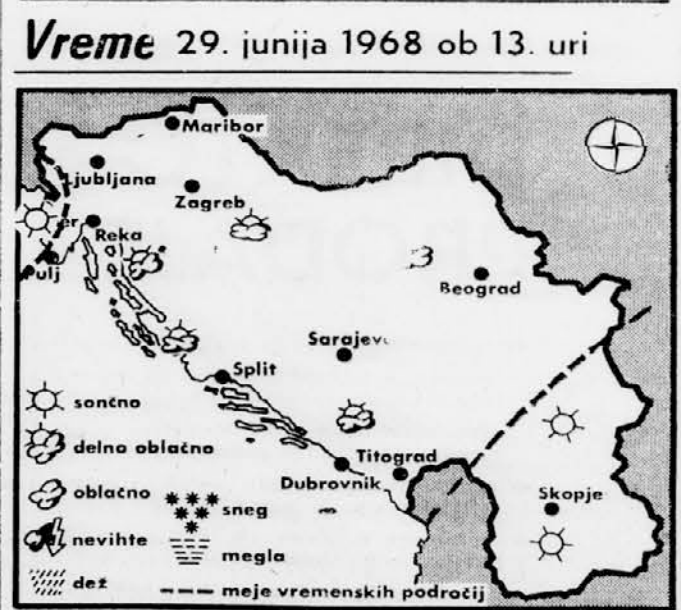 Vreme 29. junija 1968 ob 13. uri
Maribor
Ljubljana
Zagreb
er
Reka
Pulj
Beograd
Sarajevo
Split
sončno
delno oblačno
Titograd
Dubrovnik
oblačno
sneg
Skopje
nevihte
megla
dež
meje vremenskih področij